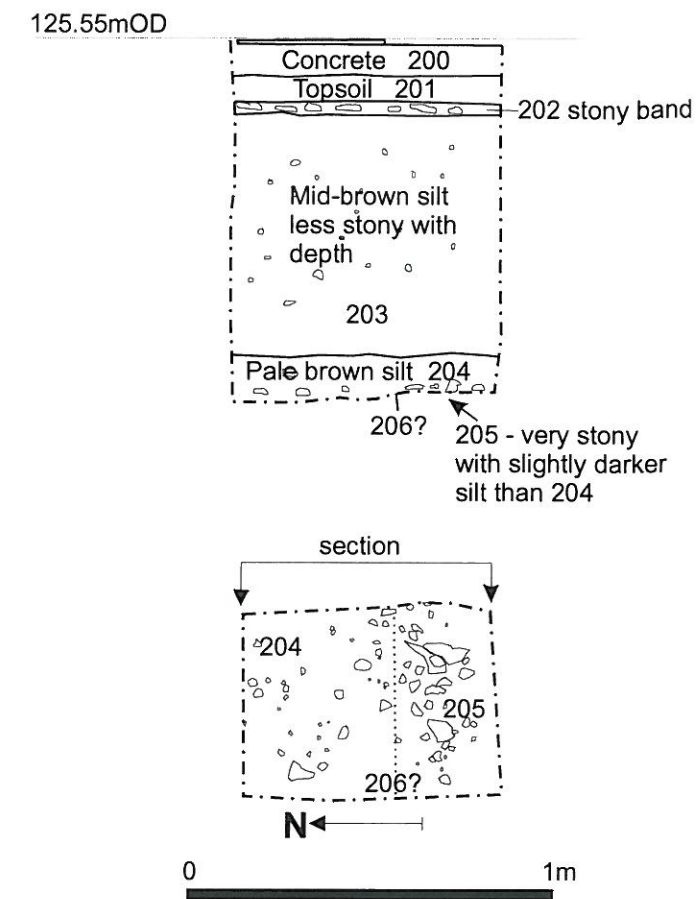 125.55mOD
Concrete 200
Topsoil 201
202 stony band
Mid-brown silt
less stony with
depth
203
Pale brown silt 204
206?
205 - very stony
with slightly darker
silt than 204
section
204
205
206?
N
0 1m